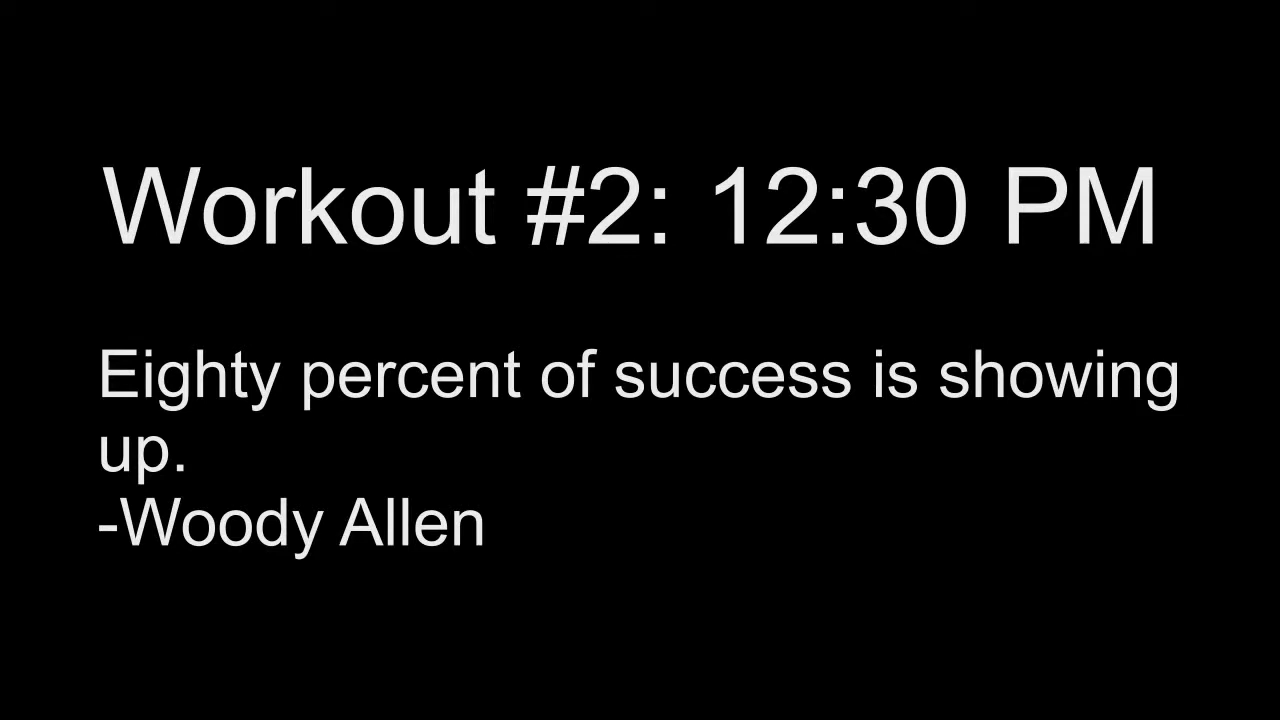 Workout #2: 12:30 PM
Eighty percent of success is showing
up.
-Woody Allen